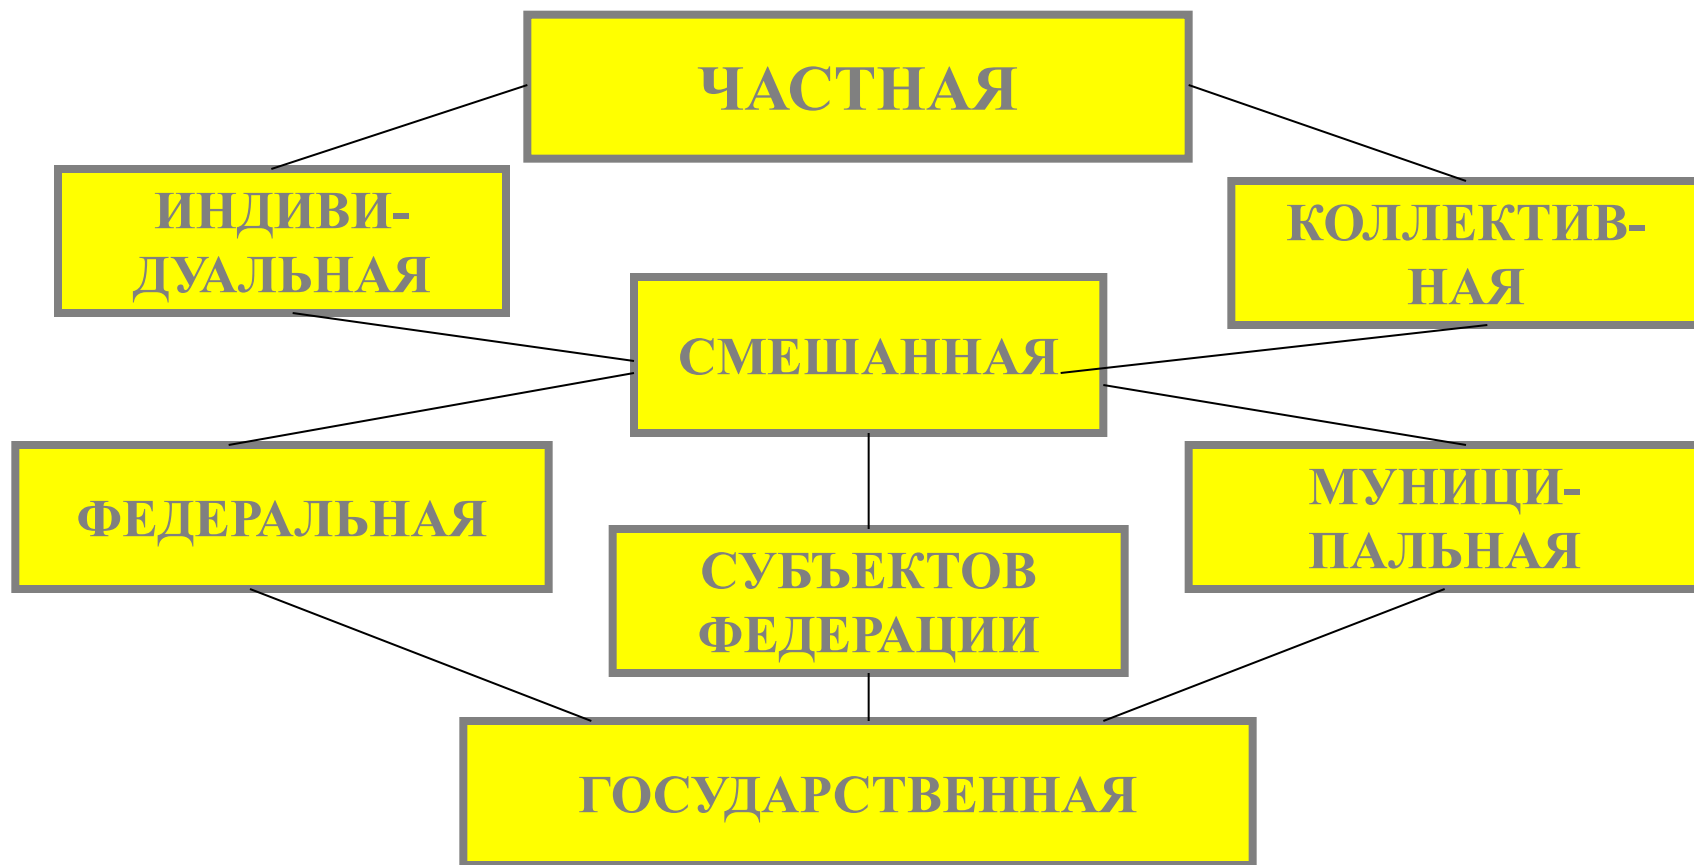 ЧАСТНАЯ
ИНДИВИ-
ДУАЛЬНАЯ
КОЛЛЕКТИВ-
НАЯ
СМЕШАННАЯ
ФЕДЕРАЛЬНАЯ
СУБЪЕКТОВ
ФЕДЕРАЦИИ
МУНИЦИ-
ПАЛЬНАЯ
ГОСУДАРСТВЕННАЯ